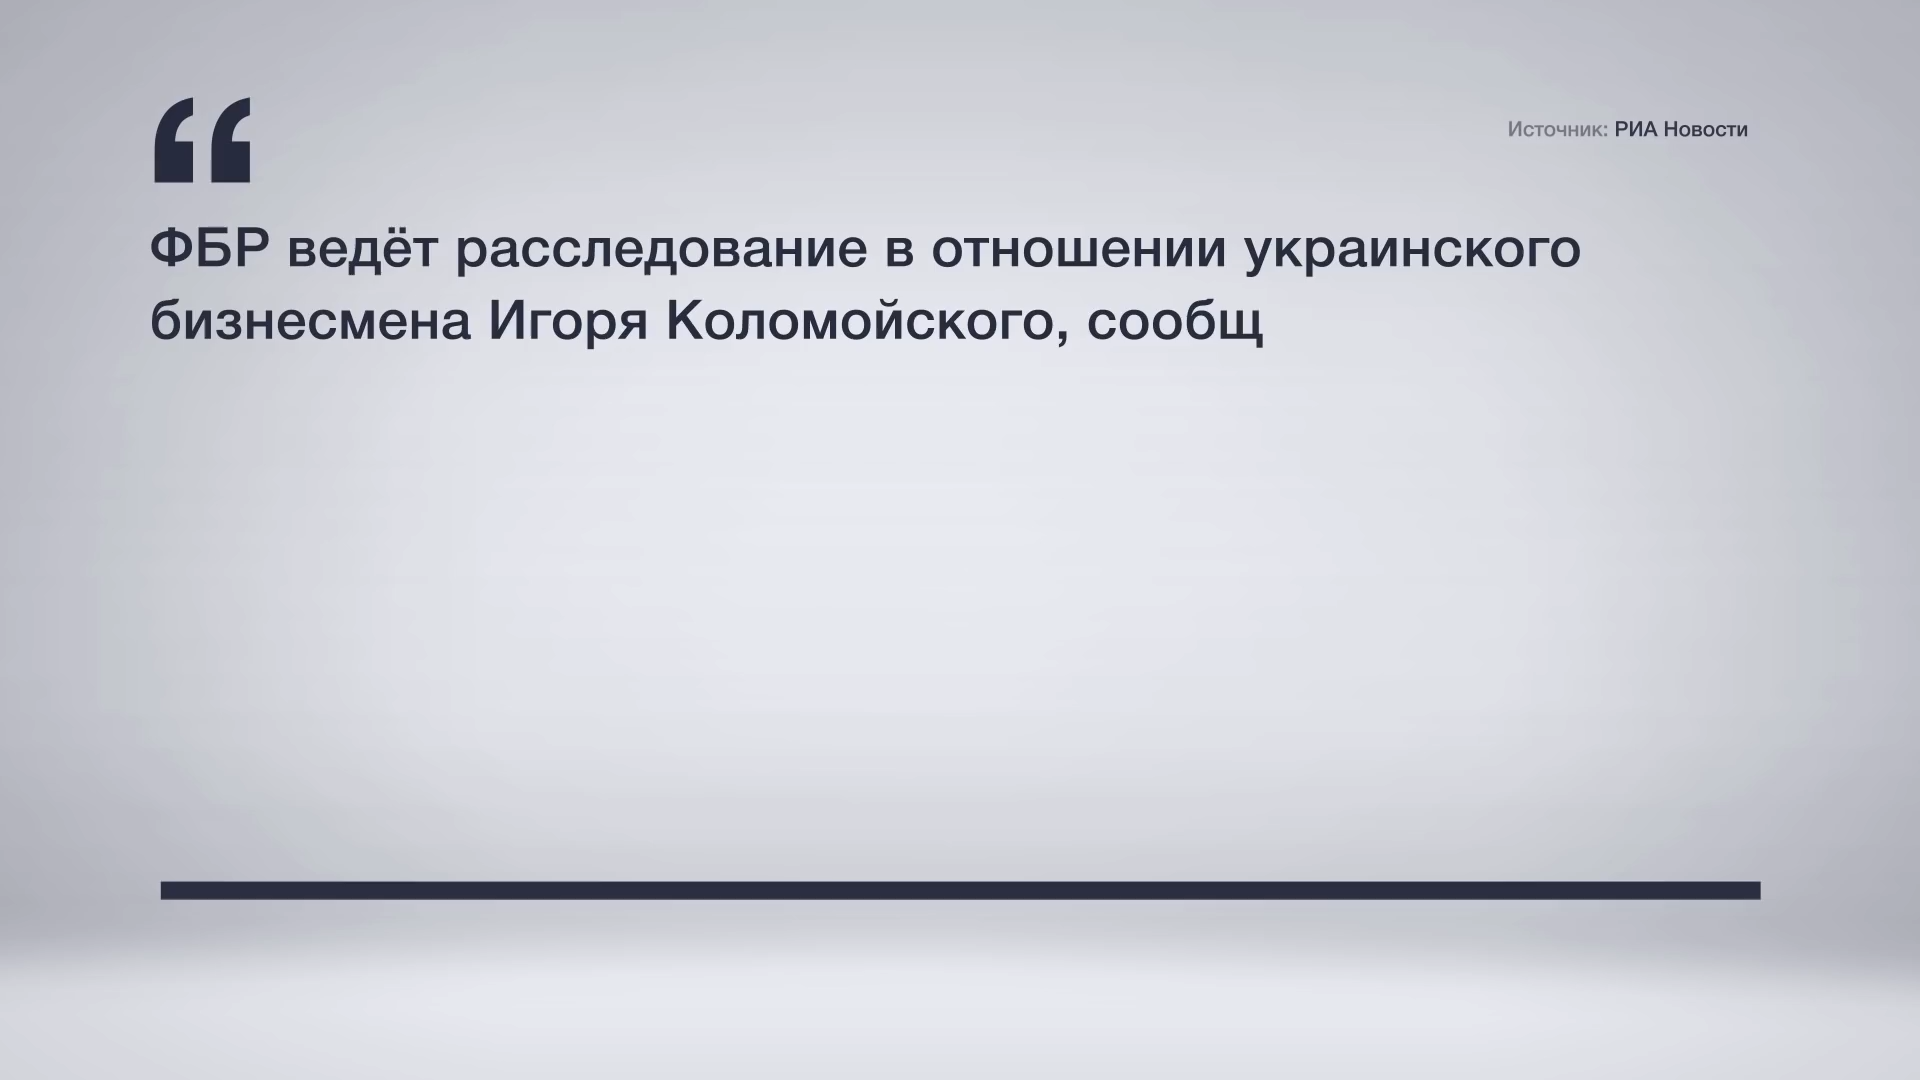 Источник: РИА Новости
ФБР ведёт расследование в отношении украинского
бизнесмена Игоря Коломойского, сообщ